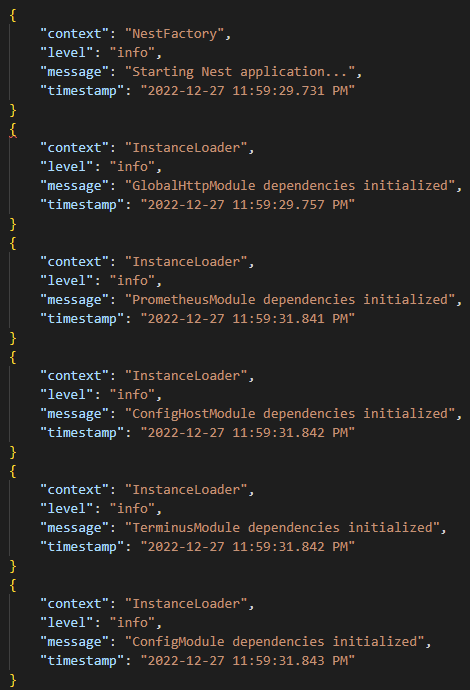 {
    "context": "NestFactory",
    "level": "info",
    "message": "Starting Nest application...",
    "timestamp": "2022-12-27 11:59:29.731 PM"
}
{
    "context": "InstanceLoader",
    "level": "info",
    "message": "GlobalHttpModule dependencies initialized",
    "timestamp": "2022-12-27 11:59:29.757 PM"
}
{
    "context": "InstanceLoader",
    "level": "info",
    "message": "PrometheusModule dependencies initialized",
    "timestamp": "2022-12-27 11:59:31.841 PM"
}
{
    "context": "InstanceLoader",
    "level": "info",
    "message": "ConfigHostModule dependencies initialized",
    "timestamp": "2022-12-27 11:59:31.842 PM"
}
{
    "context": "InstanceLoader",
    "level": "info",
    "message": "TerminusModule dependencies initialized",
    "timestamp": "2022-12-27 11:59:31.842 PM"
}
{
    "context": "InstanceLoader",
    "level": "info",
    "message": "ConfigModule dependencies initialized",
    "timestamp": "2022-12-27 11:59:31.843 PM"
}